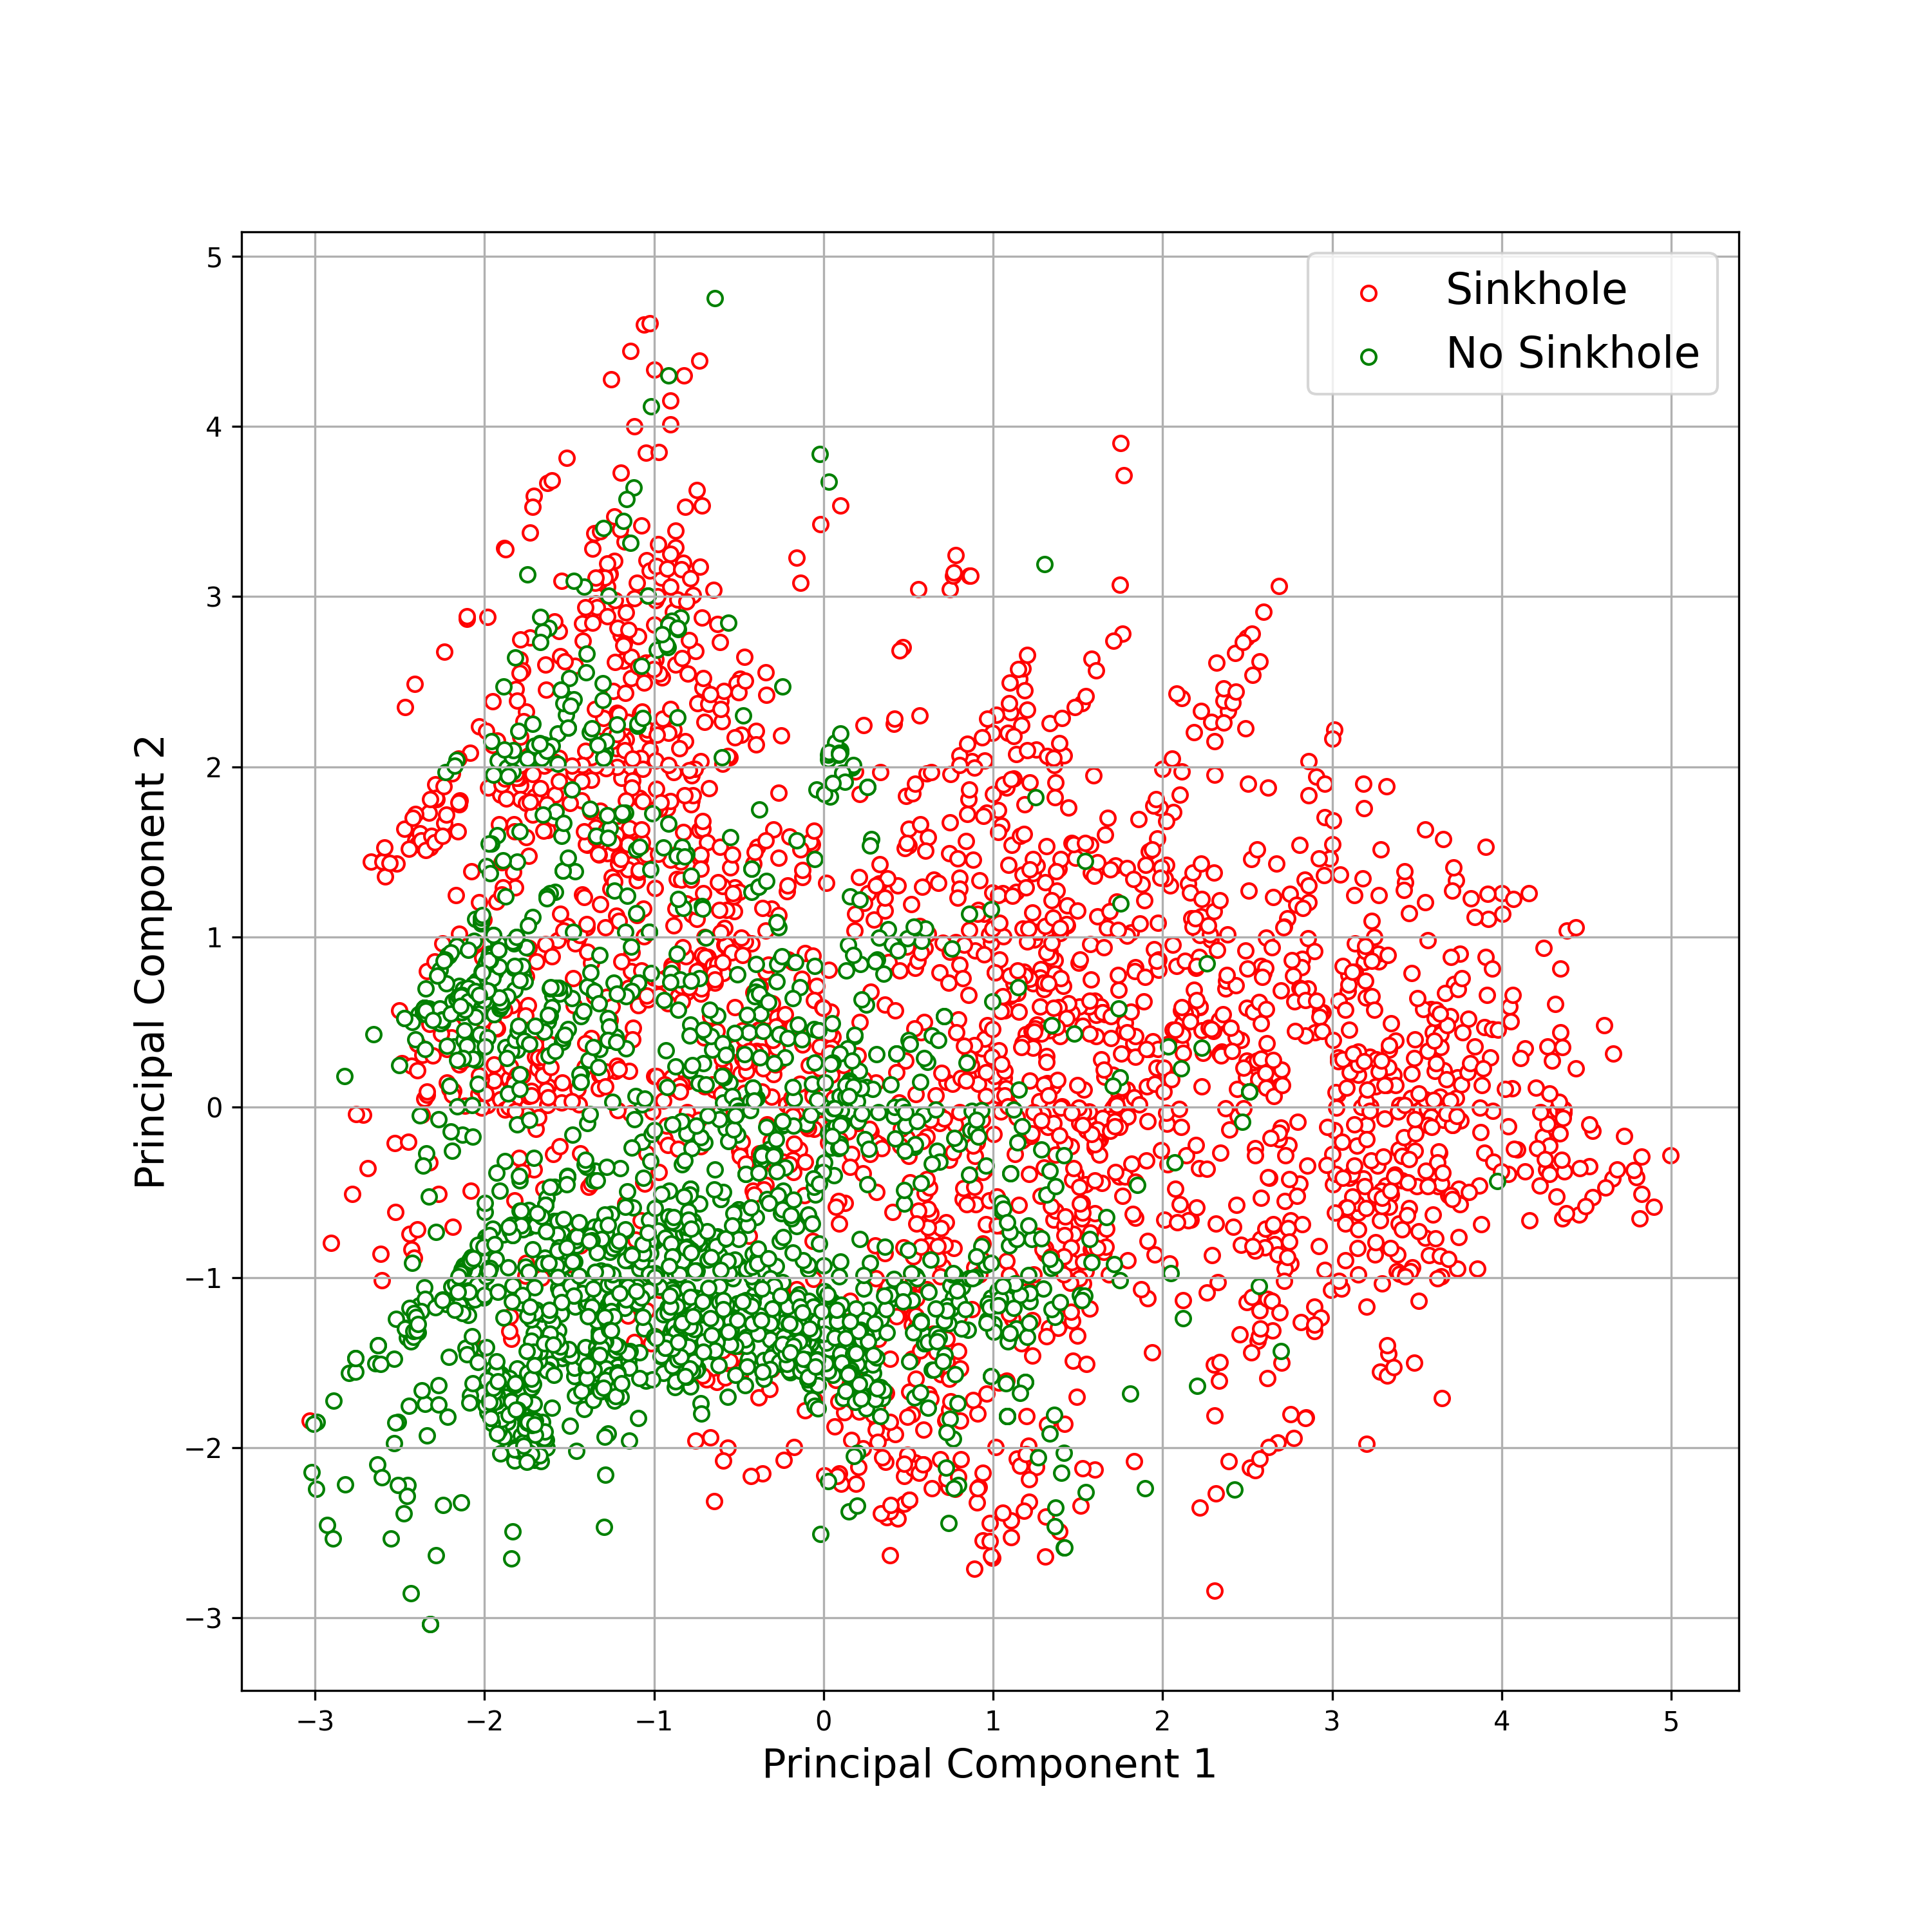 Sinkhole
No Sinkhole
5
4
3
2
1
0
−1
−2
−3
Principal Component 2
−3 −2 −1 0 1 2 3 4 5
Principal Component 1